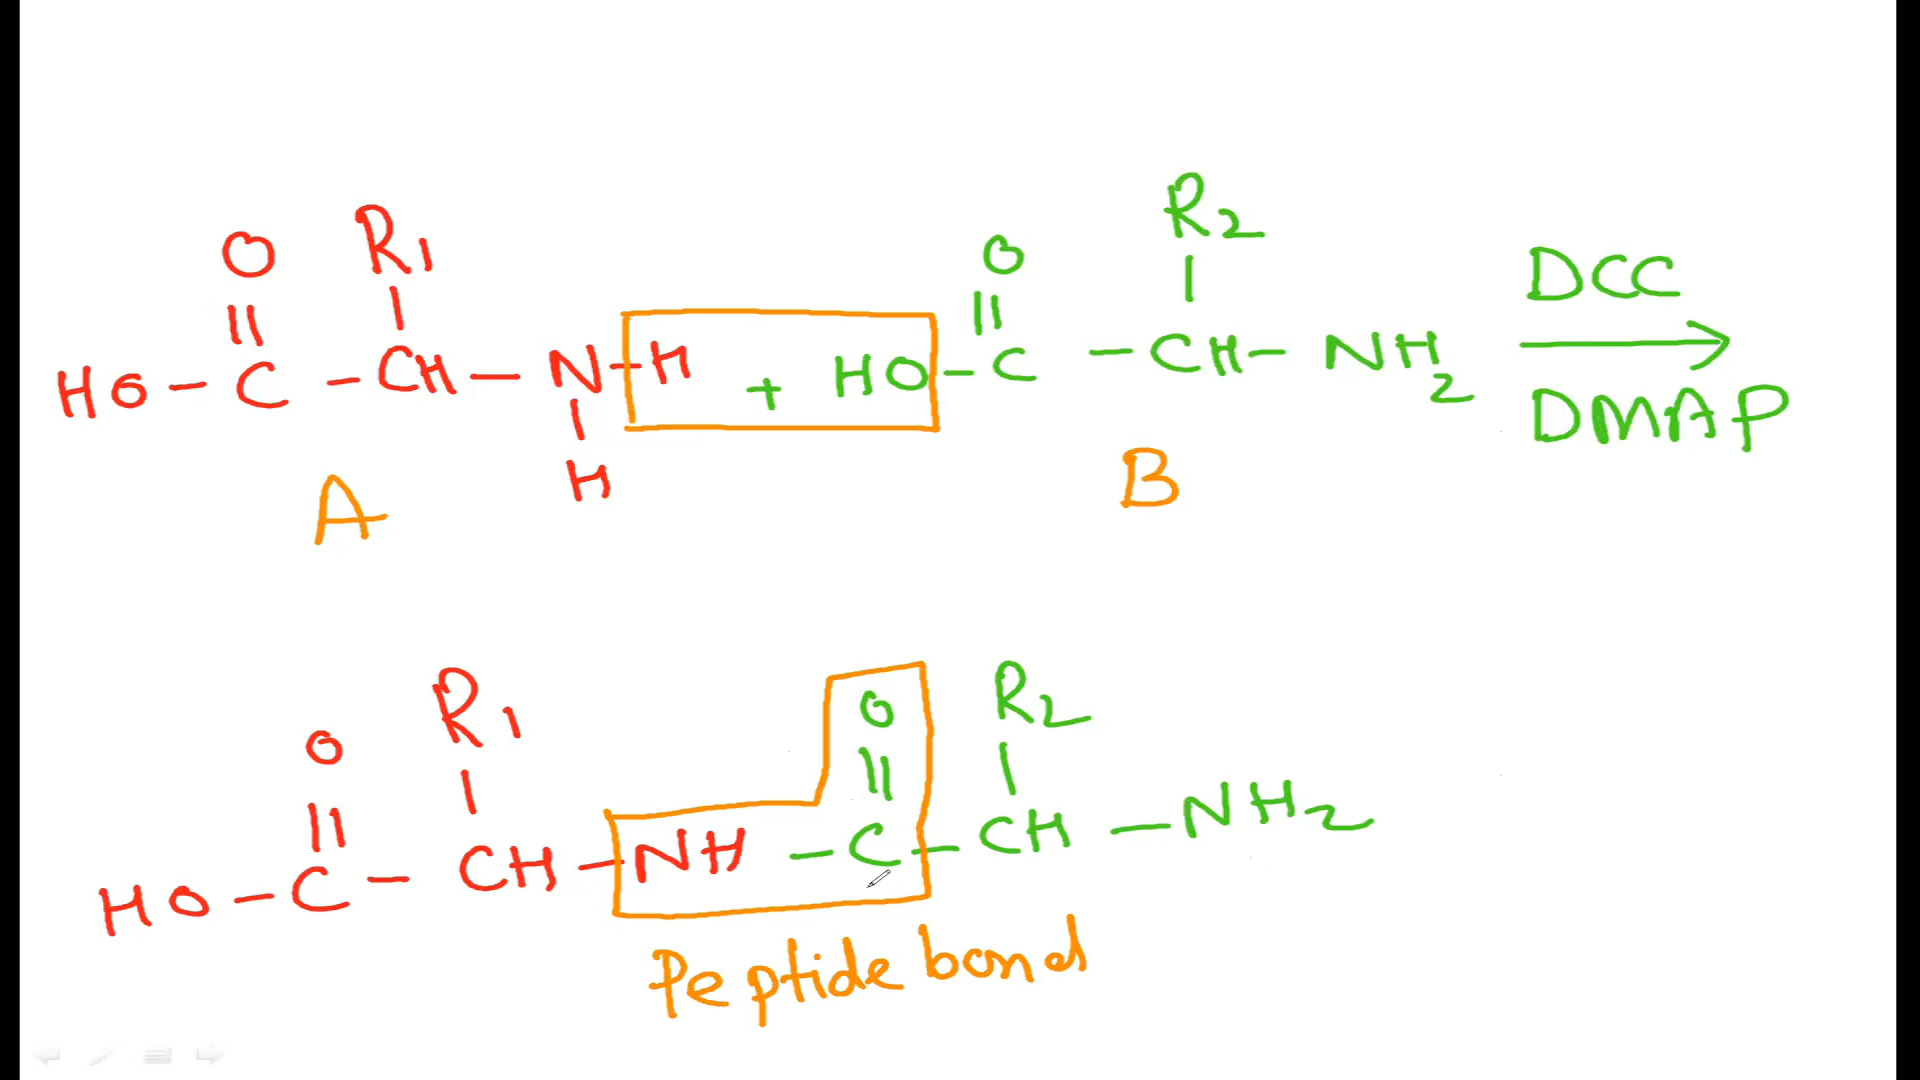 O R1
||  |
HO - C - CH - N - H + HO - C - CH - NH2
|
H
O R2
||  |
DCC
DMAP
A B
O R1 O R2
||  |  ||  |
HO - C - CH - NH - C - CH - NH2
Peptide bond